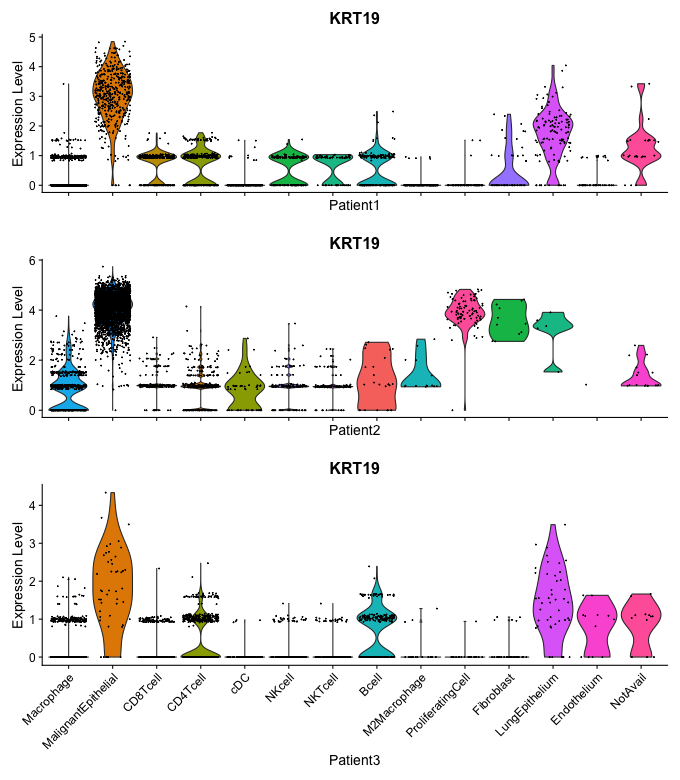 KRT19
Expression Level
5
4
3
2
1
0
Patient1
KRT19
Expression Level
6
4
2
0
Patient2
KRT19
Expression Level
4
3
2
1
0
Macrophage
MalignantEpithelial
CD8Tcell
CD4Tcell
cDC
NKcell
NKTcell
Bcell
M2Macrophage
ProliferatingCell
Fibroblast
LungEpithelium
Endothelium
NotAvail
Patient3